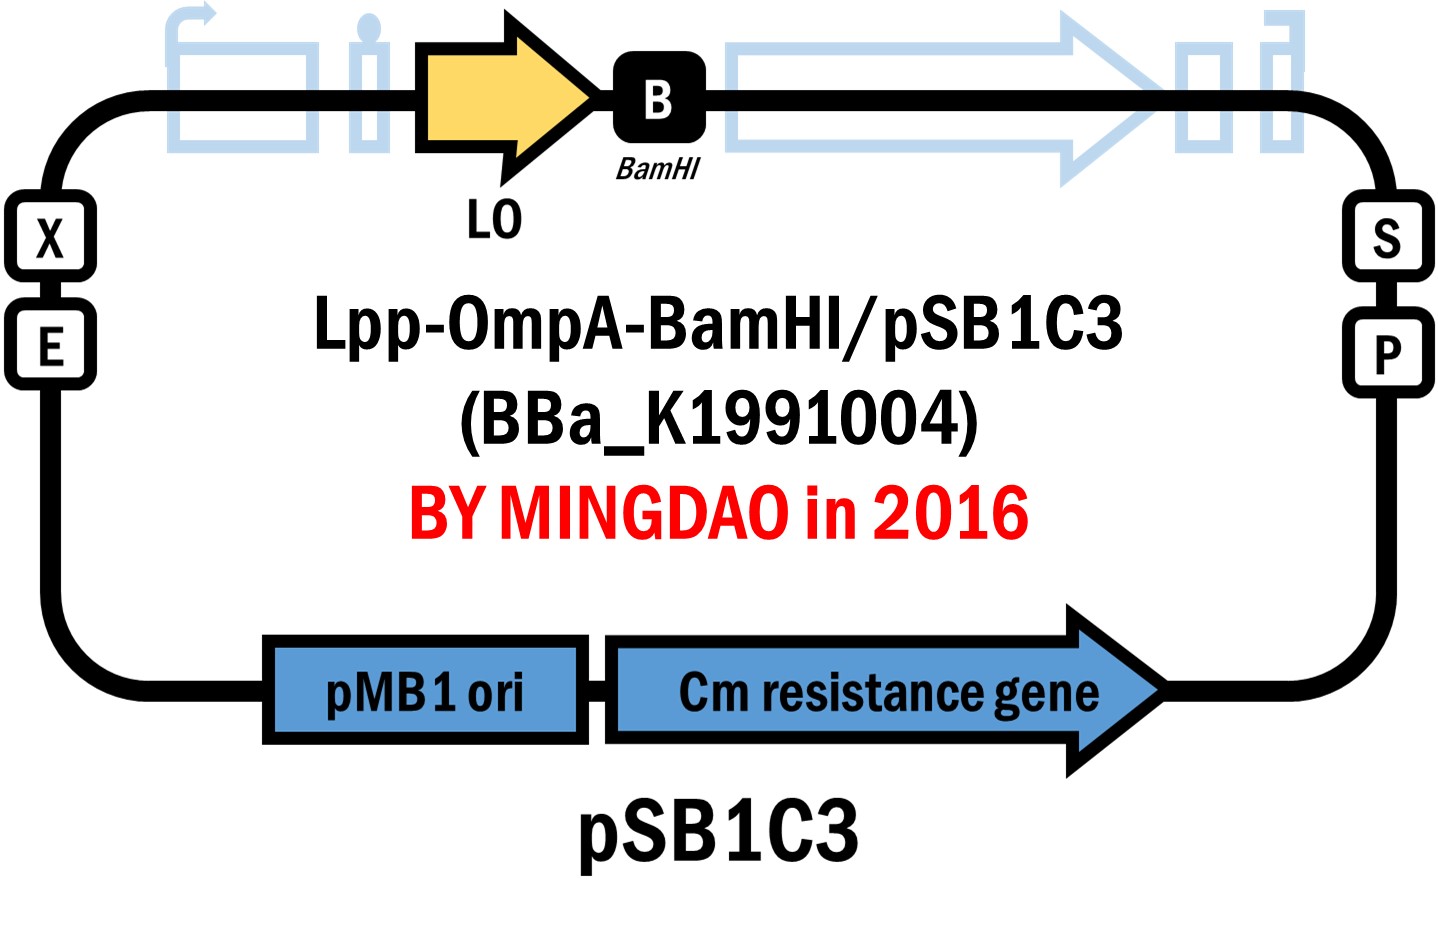 B
BamHI
LO
X
S
E
P
Lpp-OmpA-BamHI/pSB1C3
(BBa_K1991004)
BY MINGDAO in 2016
pMB1 ori
Cm resistance gene
pSB1C3